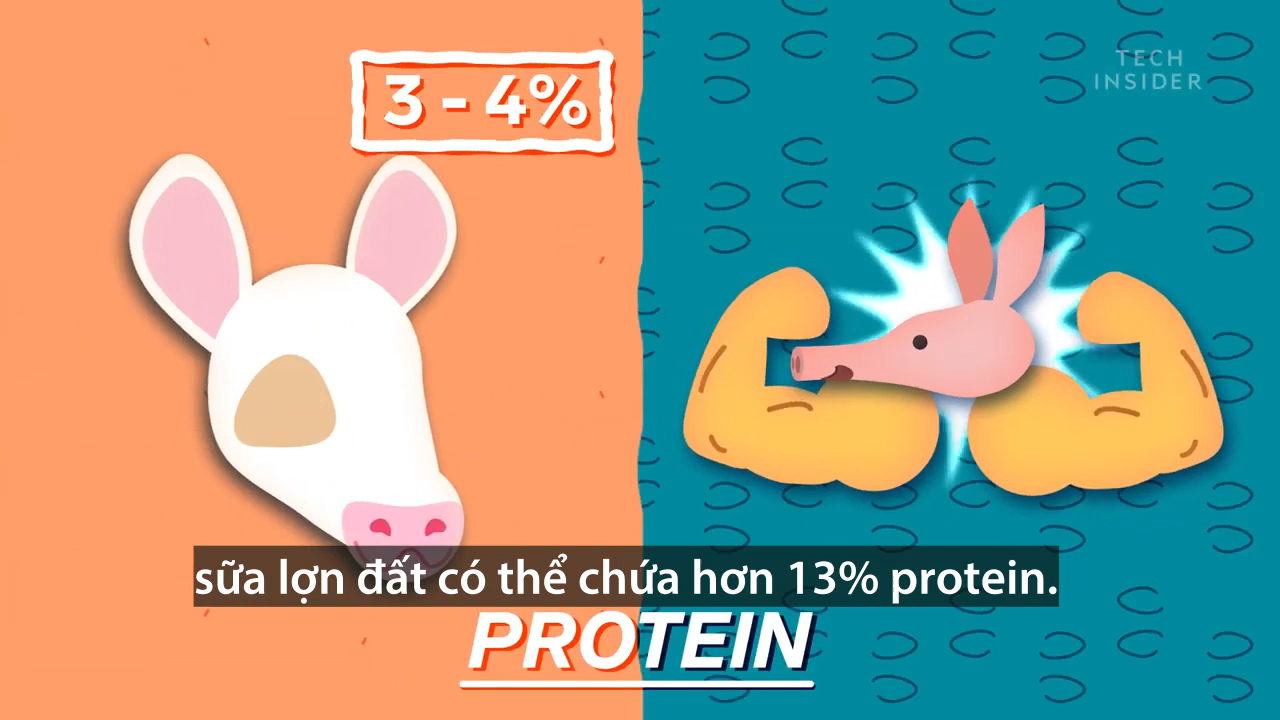 3 - 4%
TECH
INSIDER
sữa lợn đất có thể chứa hơn 13% protein.
PROTEIN